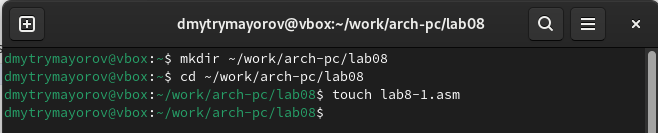 dmytrymayorov@vbox:~/work/arch-pc/lab08
dmytrymayorov@vbox:~$ mkdir ~/work/arch-pc/lab08
dmytrymayorov@vbox:~$ cd ~/work/arch-pc/lab08
dmytrymayorov@vbox:~/work/arch-pc/lab08$ touch lab8-1.asm
dmytrymayorov@vbox:~/work/arch-pc/lab08$